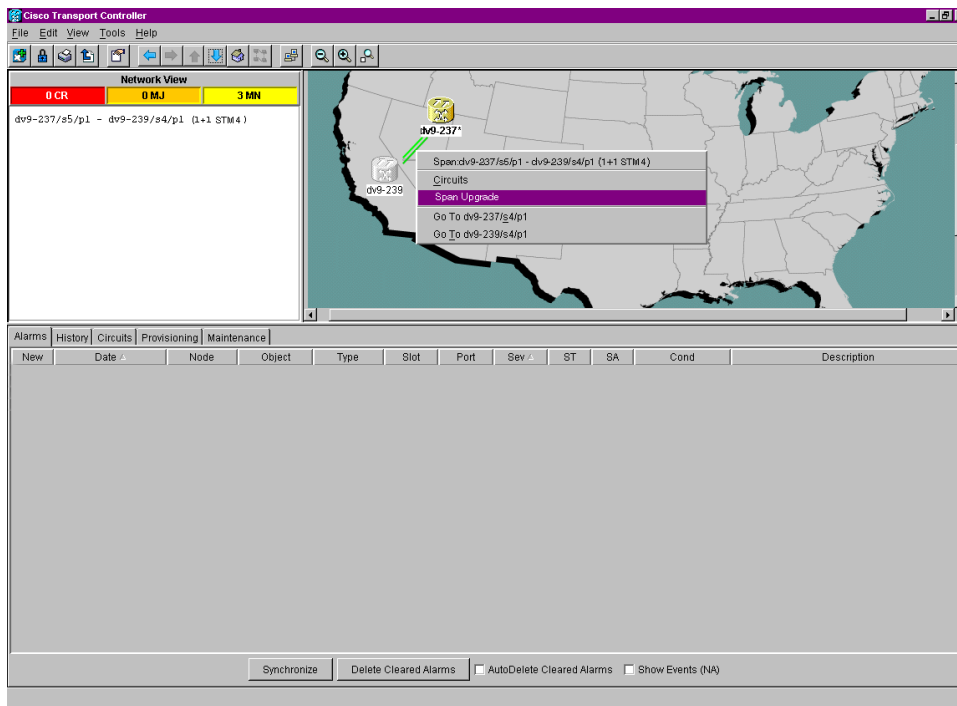 Cisco Transport Controller
File Edit View Tools Help
Network View
0 CR 0 MJ 3 MN
dv9-237/s5/p1 - dv9-239/s4/p1 (1+1 STM4)
dv9-237*
dv9-239
Span:dv9-237/s5/p1 - dv9-239/s4/p1 (1+1 STM4)
Circuits
Span Upgrade
Go To dv9-237/s4/p1
Go To dv9-239/s4/p1
Alarms History Circuits Provisioning Maintenance
New Date Node Object Type Slot Port Sev ST SA Cond Description
Synchronize Delete Cleared Alarms AutoDelete Cleared Alarms Show Events (NA)